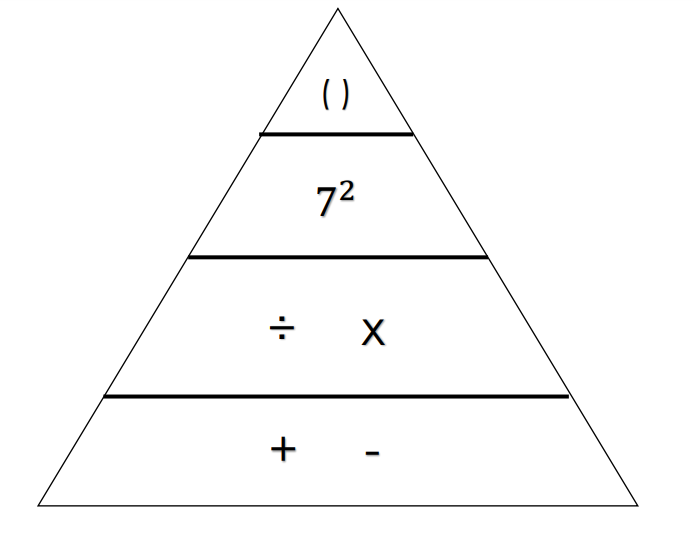 ( )
7²
÷ x
+ -